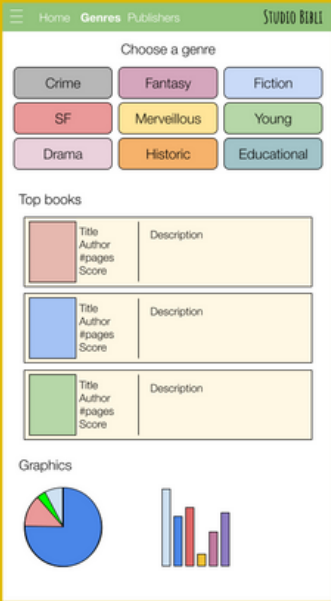 Home Genres Publishers STUDIO BIBLI
Choose a genre
Crime Fantasy Fiction
SF Merveillous Young
Drama Historic Educational
Top books
Title
Author
#pages
Score
Description
Title
Author
#pages
Score
Description
Title
Author
#pages
Score
Description
Graphics